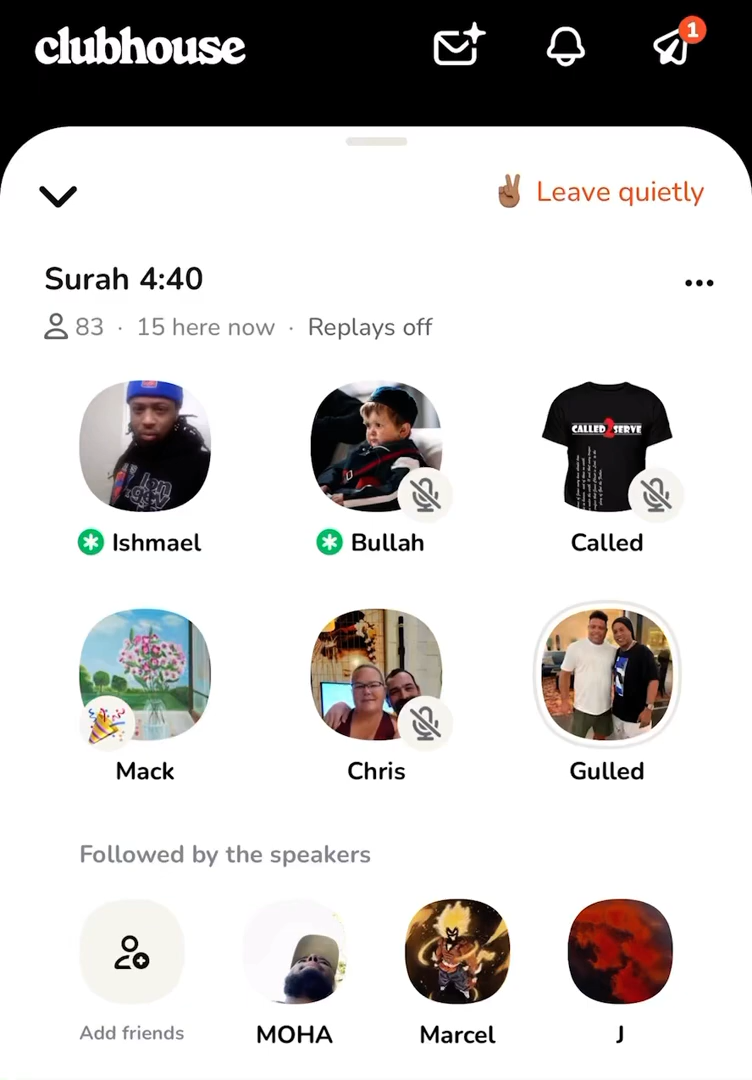 clubhouse
1
✌🏽 Leave quietly
Surah 4:40
83 · 15 here now · Replays off
CALLED 2 SERVE
Ishmael
Bullah
Called
Mack
Chris
Gulled
Followed by the speakers
Add friends
MOHA
Marcel
J